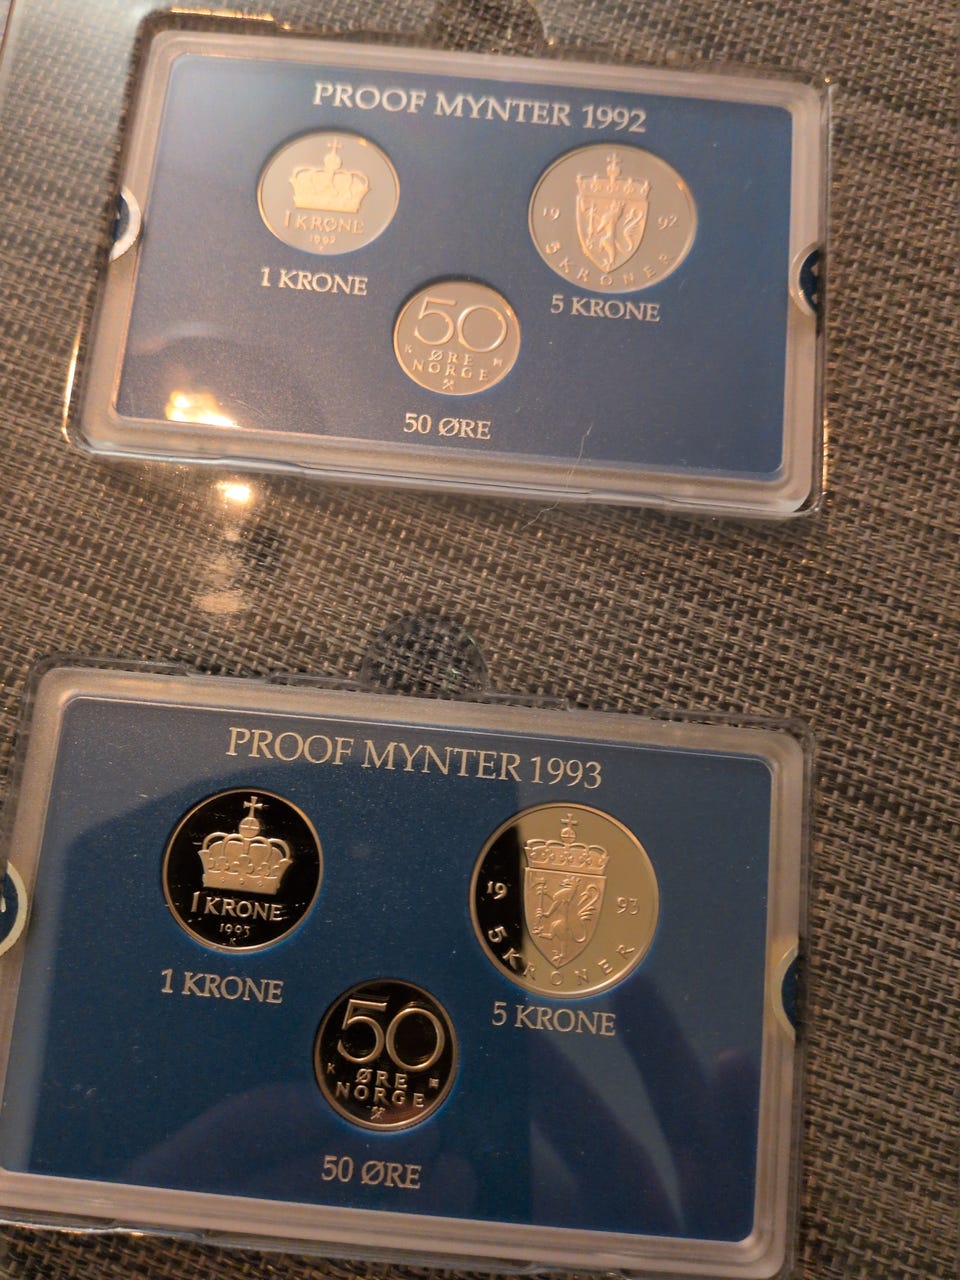 PROOF MYNTER 1992
1 KRONE
1992
1 KRONE
19 92
5 KRONER
5 KRONE
50
ØRE
NORGE
K
50 ØRE
PROOF MYNTER 1993
1 KRONE
1993
K
1 KRONE
19 93
5 KRONER
5 KRONE
50
K ØRE
NORGE
50 ØRE